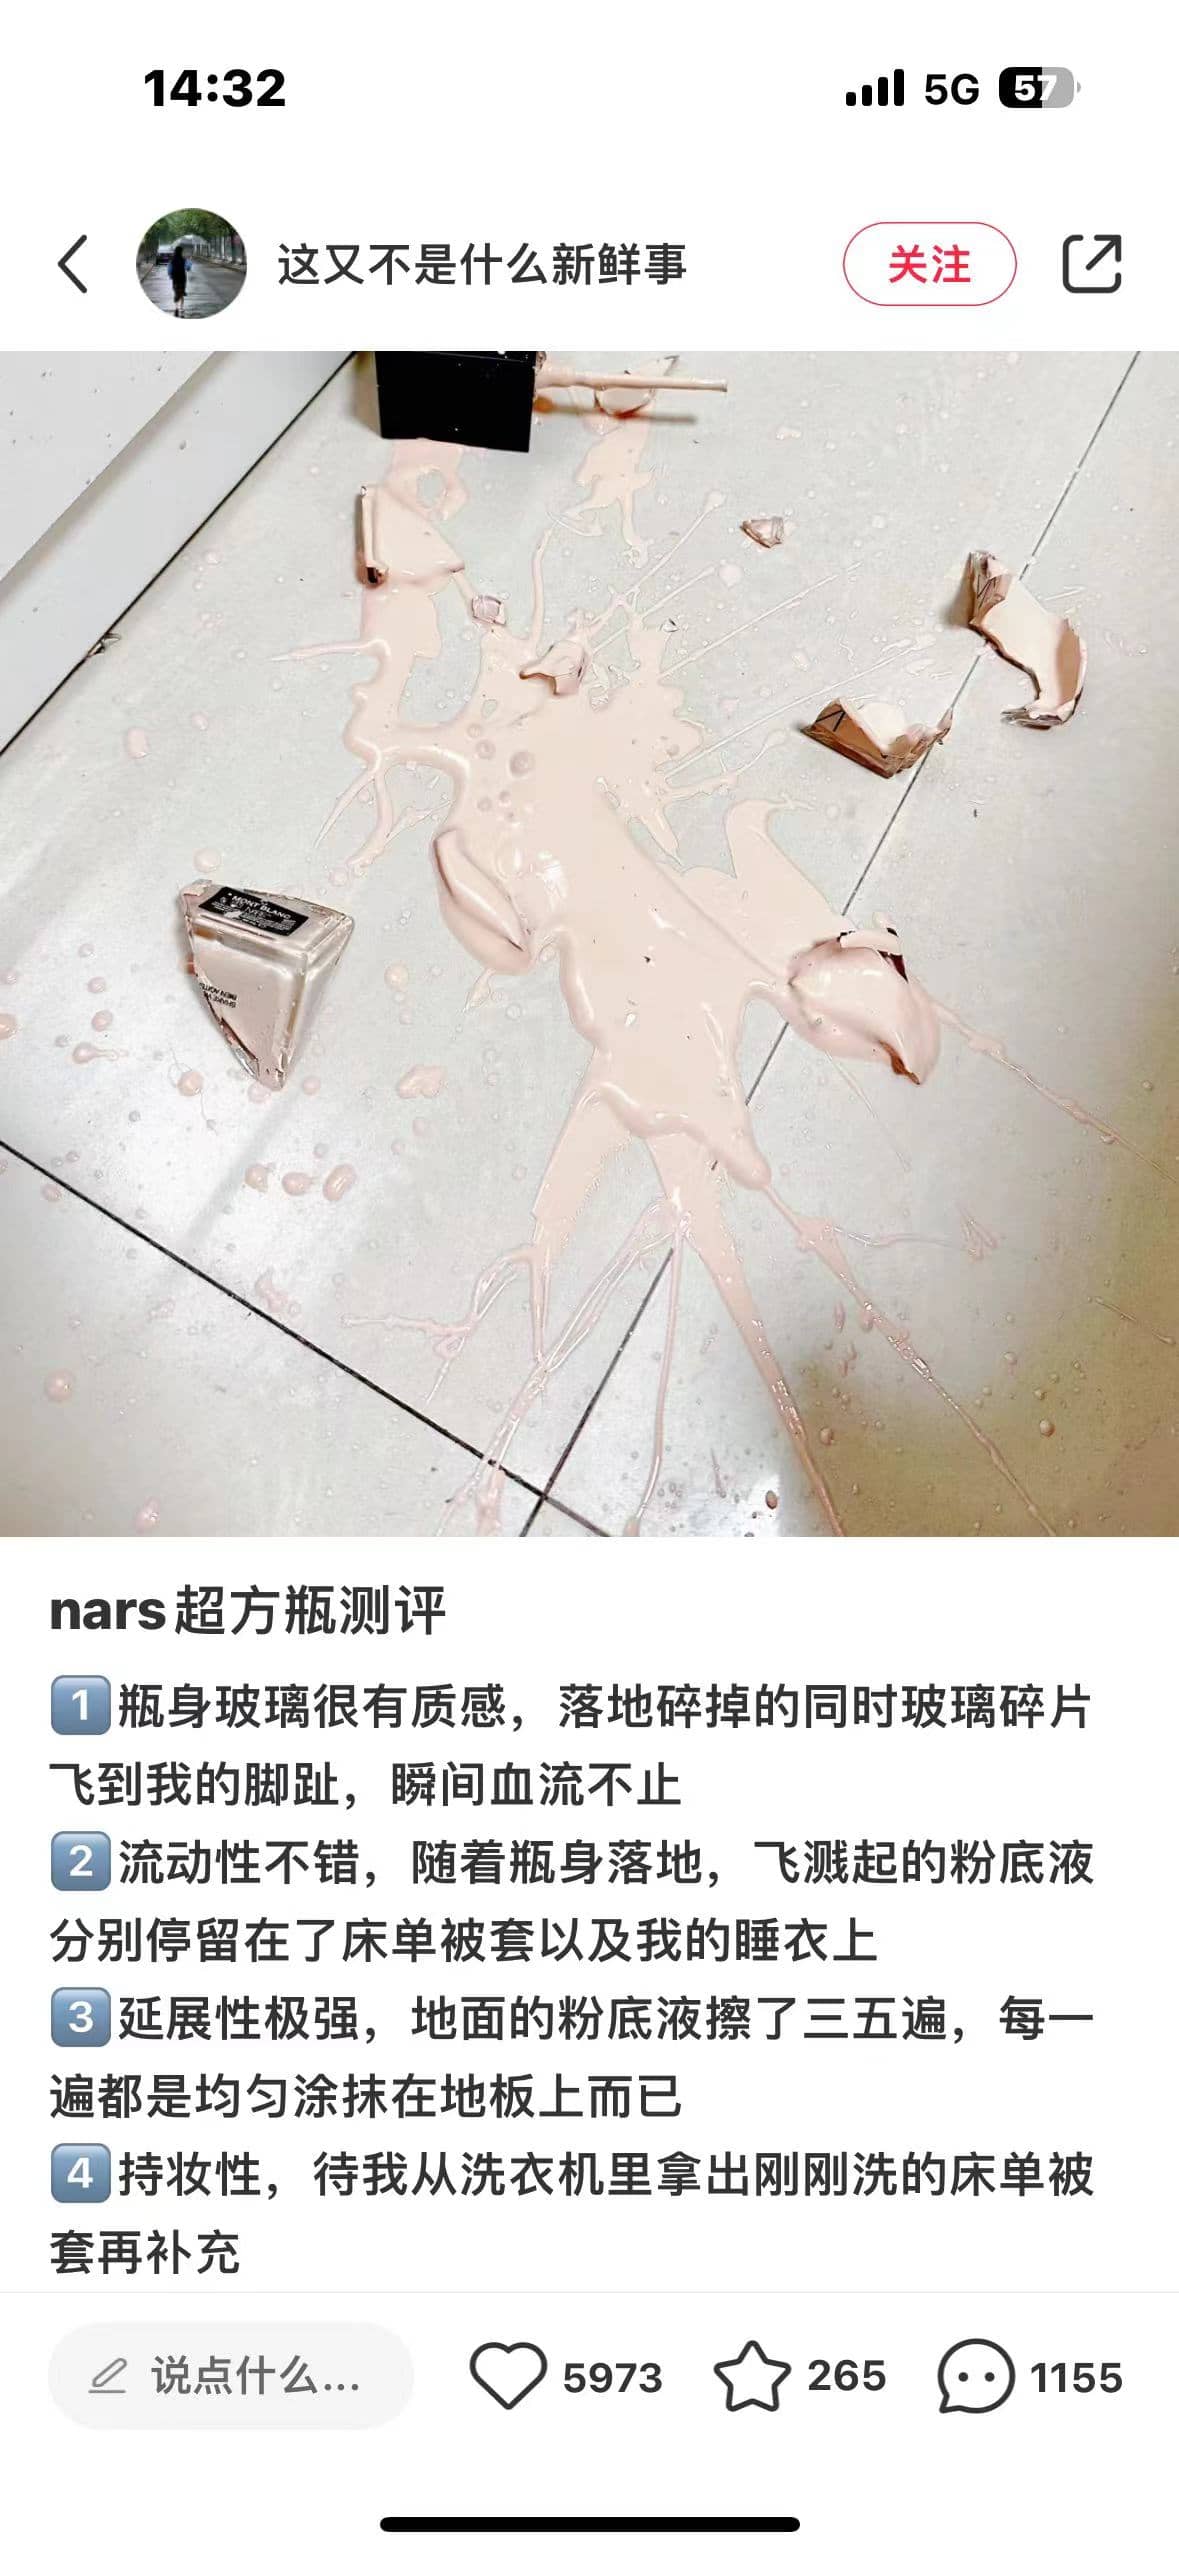 14:32
5G 57
这又不是什么新鲜事
关注
MONT BLANC
nars超方瓶测评
1 瓶身玻璃很有质感，落地碎掉的同时玻璃碎片
飞到我的脚趾，瞬间血流不止
2 流动性不错，随着瓶身落地，飞溅起的粉底液
分别停留在了床单被套以及我的睡衣上
3 延展性极强，地面的粉底液擦了三五遍，每一
遍都是均匀涂抹在地板上而已
4 持妆性，待我从洗衣机里拿出刚刚洗的床单被
套再补充
说点什么...
5973
265
1155